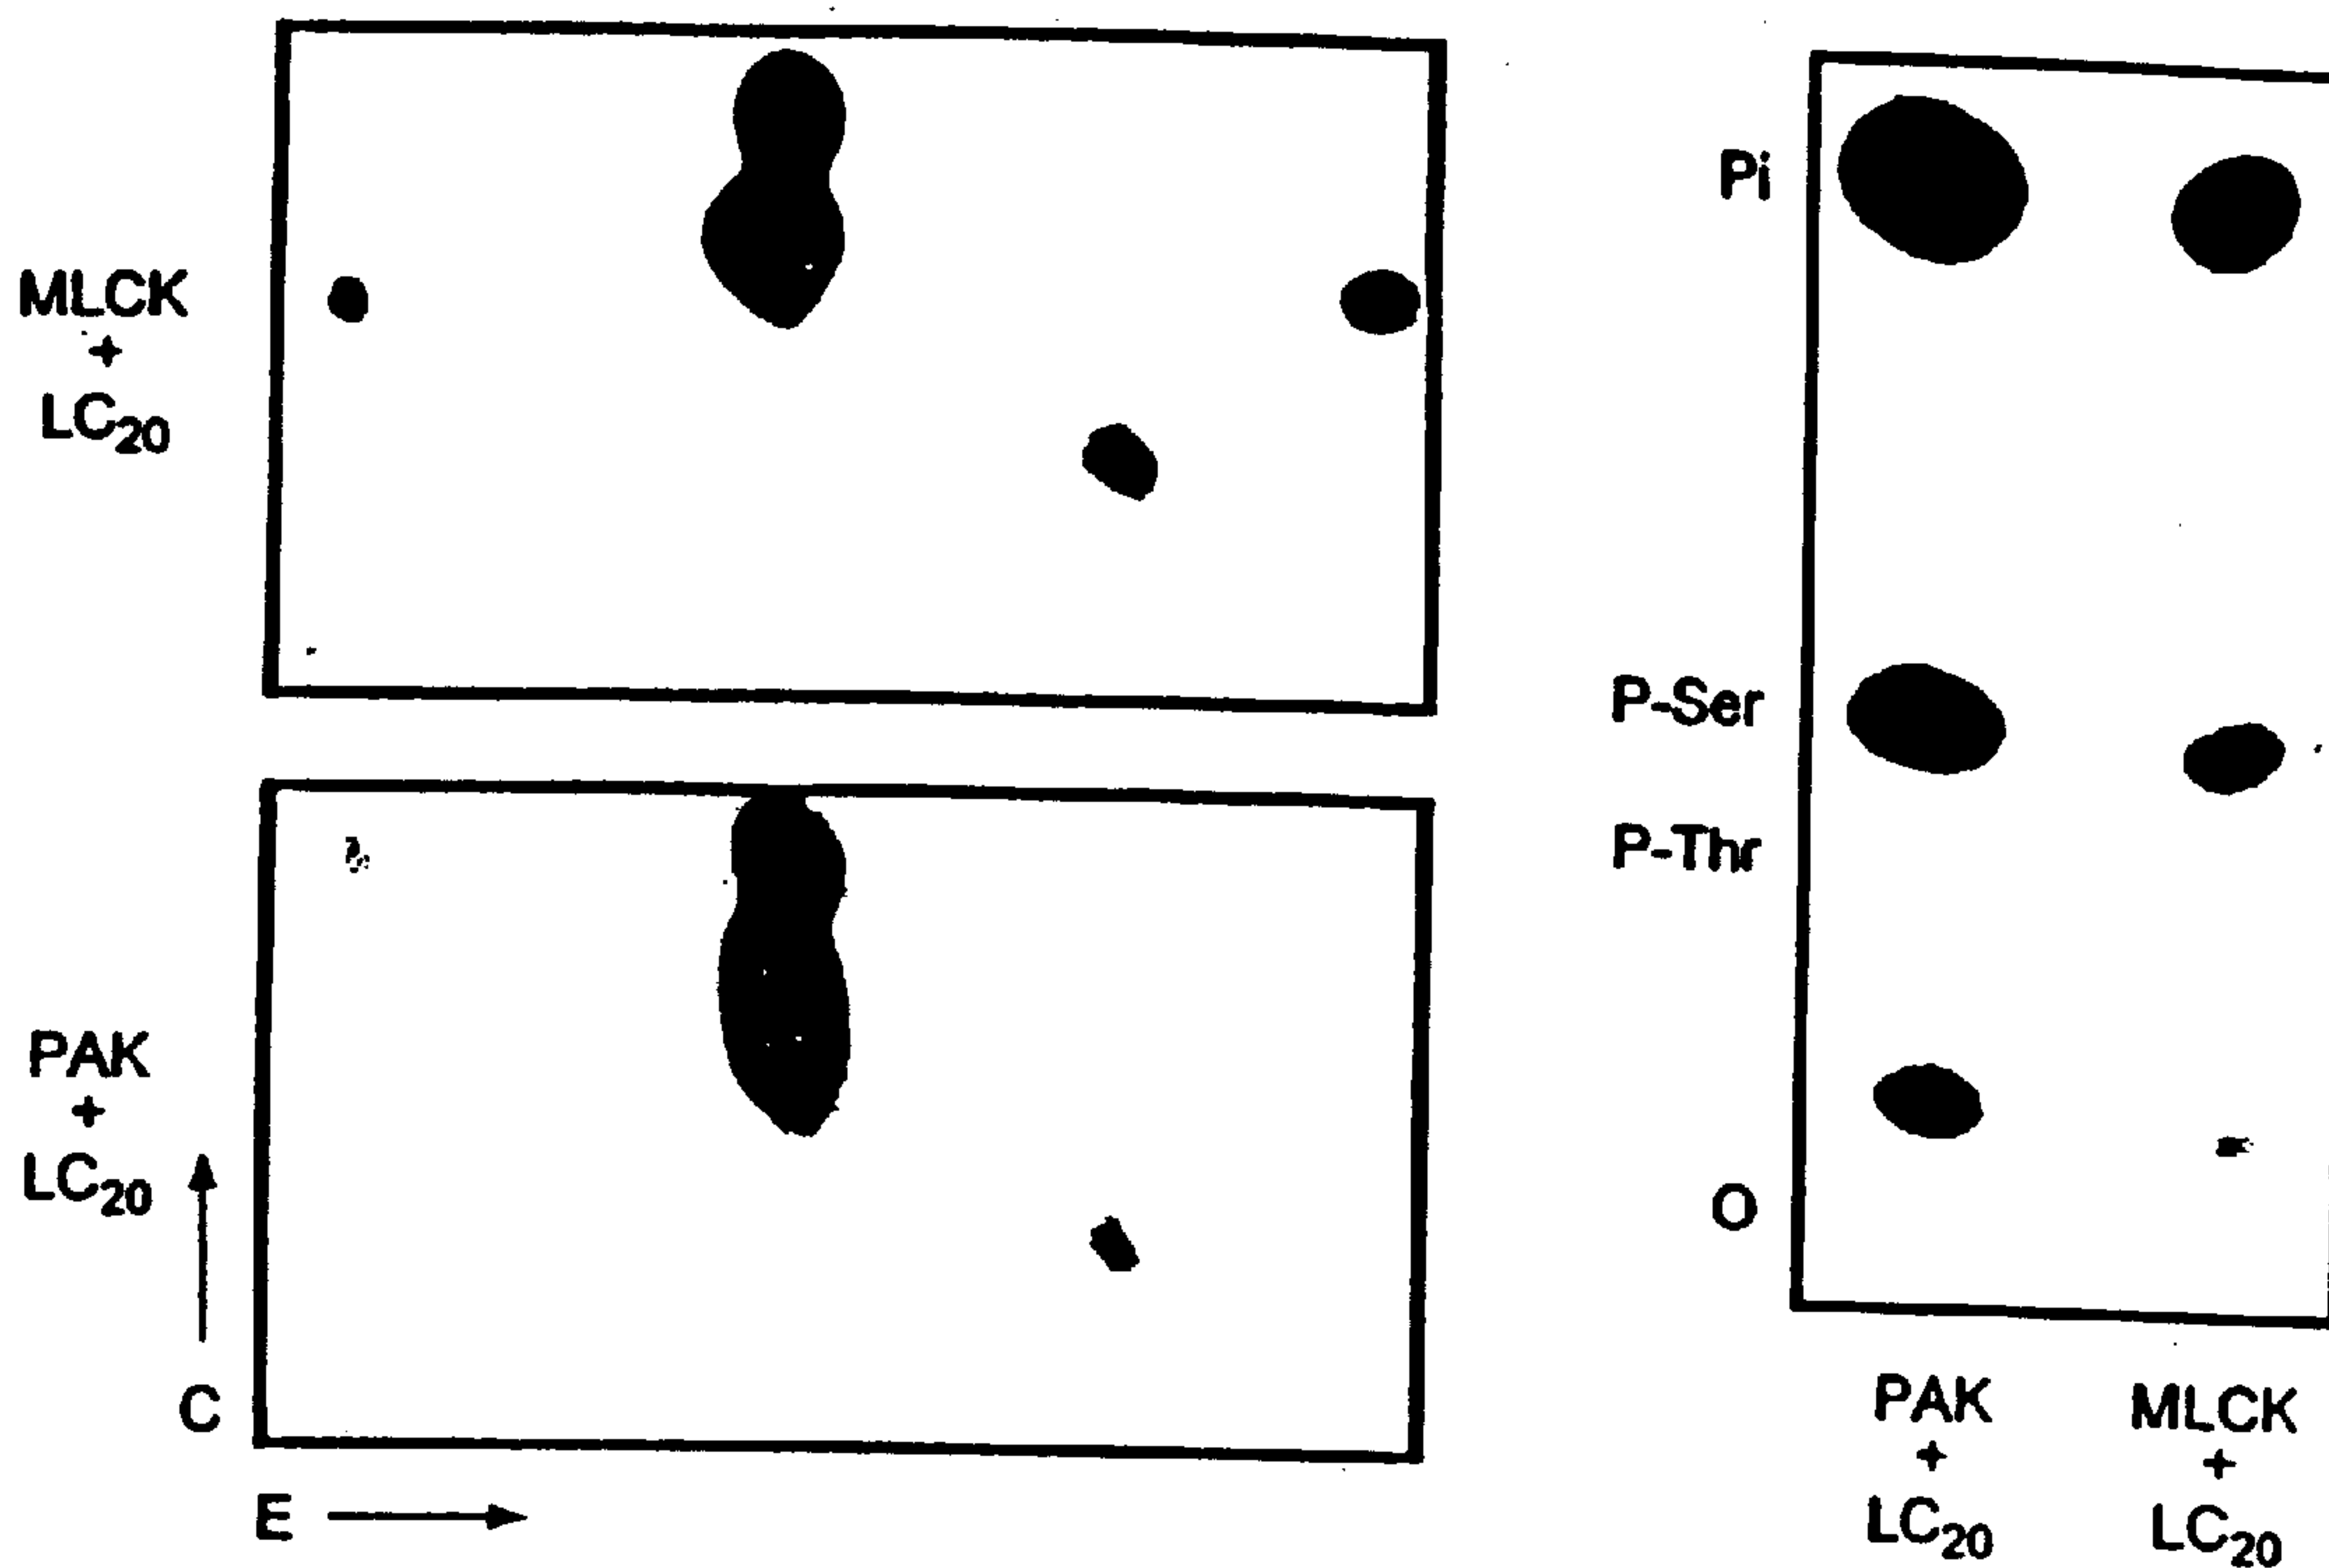 MLCK
+
LC₂₀
PAK
+
LC₂₀
C
E
Pi
P-Ser
P-Thr
O
PAK
+
LC₂₀
MLCK
+
LC₂₀